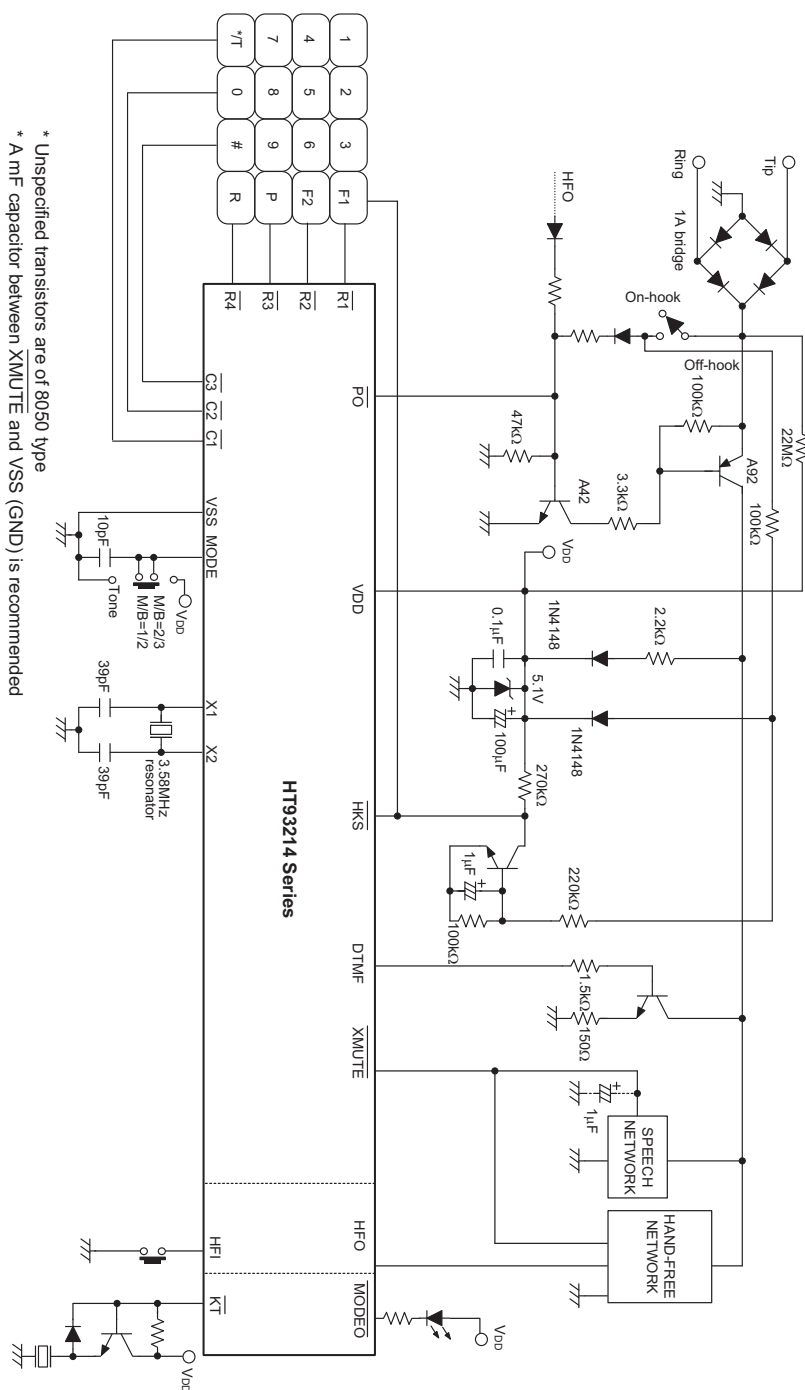 Tip
Ring
1A bridge
On-hook
Off-hook
22MΩ
100kΩ
A92
100kΩ
3.3kΩ
A42
47kΩ
HFO
VDD
2.2kΩ
1N4148
1N4148
0.1μF
5.1V
+
100μF
270kΩ
220kΩ
+
1μF
100kΩ
1.5kΩ
150Ω
+
1μF
SPEECH
NETWORK
HAND-FREE
NETWORK
VDD
1 2 3 F1
4 5 6 F2
7 8 9 P
*/T 0 # R
R1
R2
R3
R4
PO
VDD
HKS
DTMF
XMUTE
HFO
MODEO
HT93214 Series
C3
C2
C1
VSS
MODE
X1
X2
HFI
KT
10pF
Tone
M/B=1/2
M/B=2/3
VDD
39pF
39pF
3.58MHz
resonator
VDD
* Unspecified transistors are of 8050 type
* A mF capacitor between XMUTE and VSS (GND) is recommended